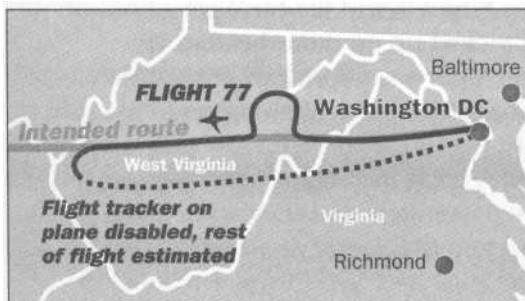 Baltimore
FLIGHT 77
Washington DC
Intended route
West Virginia
Flight tracker on
plane disabled, rest
of flight estimated
Virginia
Richmond